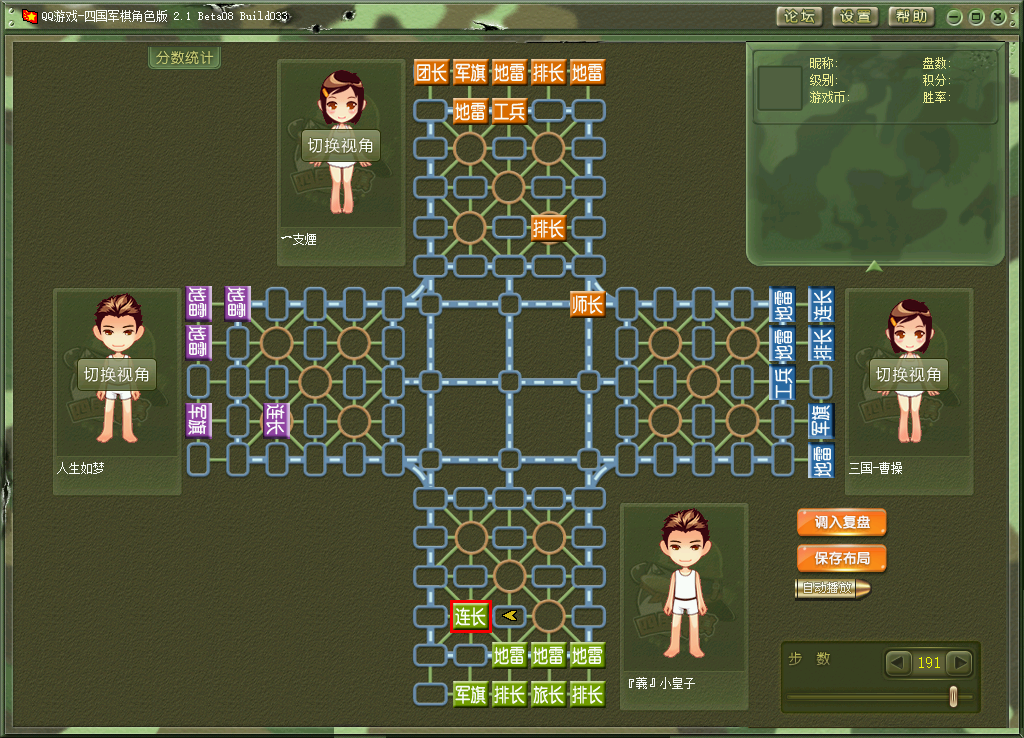 QQ游戏-四国军棋角色版 2.1 Beta08 Build033
论坛 设置 帮助
分数统计
昵称: 盘数:
级别: 积分:
游戏币: 胜率:
切换视角
一支煙
团长 军旗 地雷 排长 地雷
地雷 工兵
排长
师长
切换视角
人生如梦
地雷 地雷
地雷
军旗 连长
地雷 连长
地雷 排长
工兵
军旗
地雷
切换视角
三国-曹操
连长
地雷 地雷 地雷
军旗 排长 旅长 排长
『義』小皇子
调入复盘
保存布局
自动播放
步 数 191